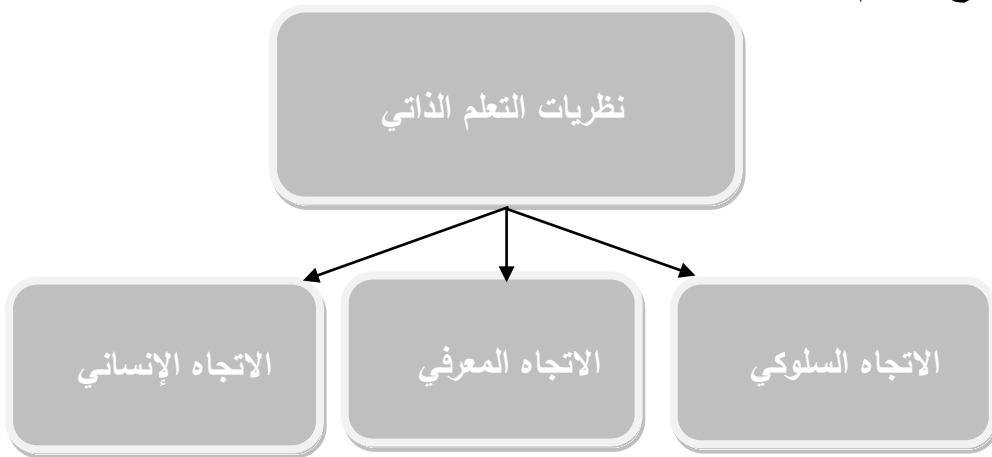 نظريات التعلم الذاتي
الاتجاه السلوكي
الاتجاه المعرفي
الاتجاه الإنساني